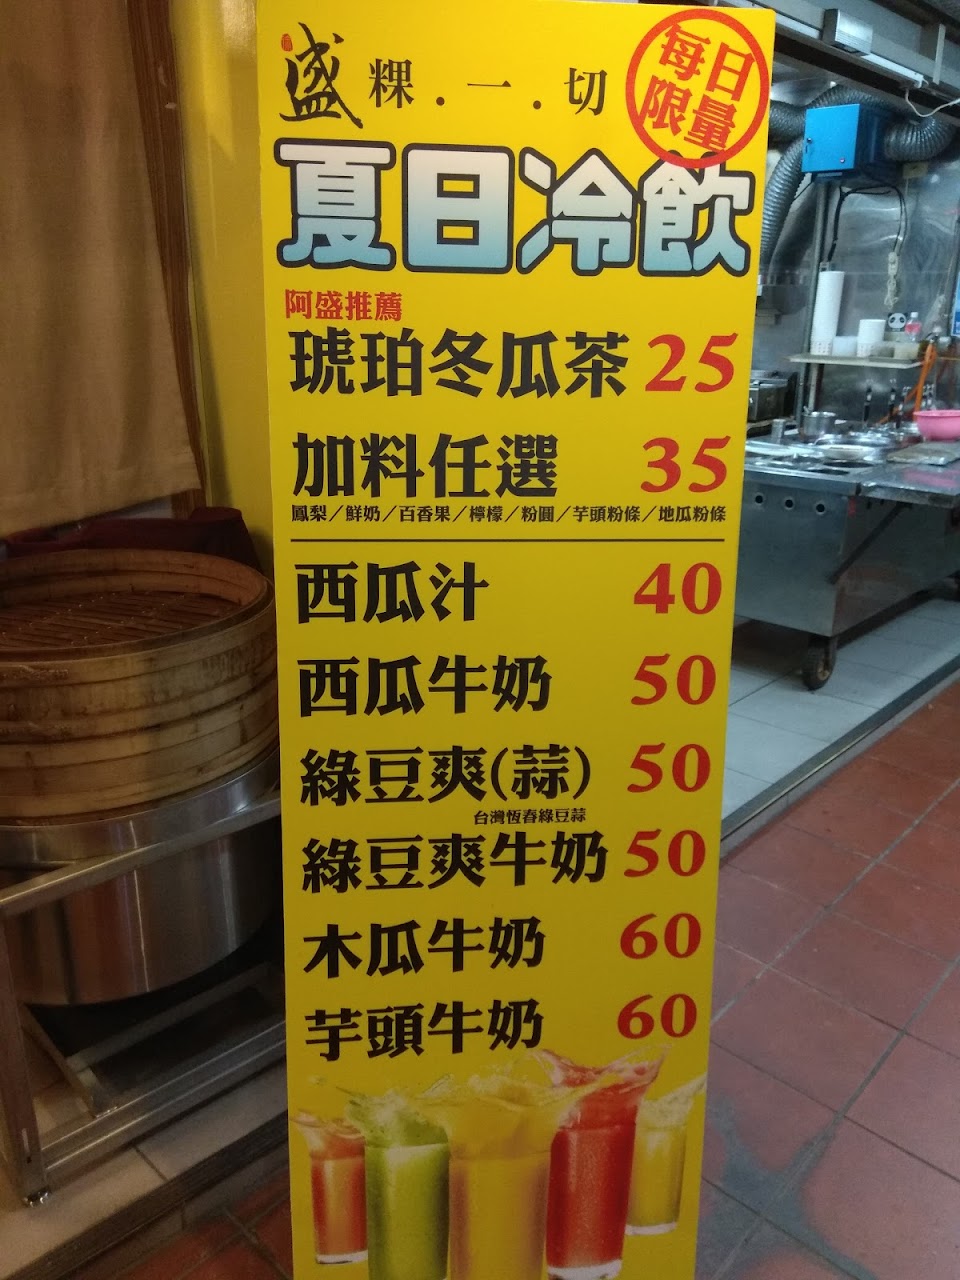 盛粿.一.切
每日
限量
夏日冷飲
阿盛推薦
琥珀冬瓜茶 25
加料任選 35
鳳梨／鮮奶／百香果／檸檬／粉圓／芋頭粉條／地瓜粉條
西瓜汁 40
西瓜牛奶 50
綠豆爽(蒜) 50
台灣恆春綠豆蒜
綠豆爽牛奶 50
木瓜牛奶 60
芋頭牛奶 60